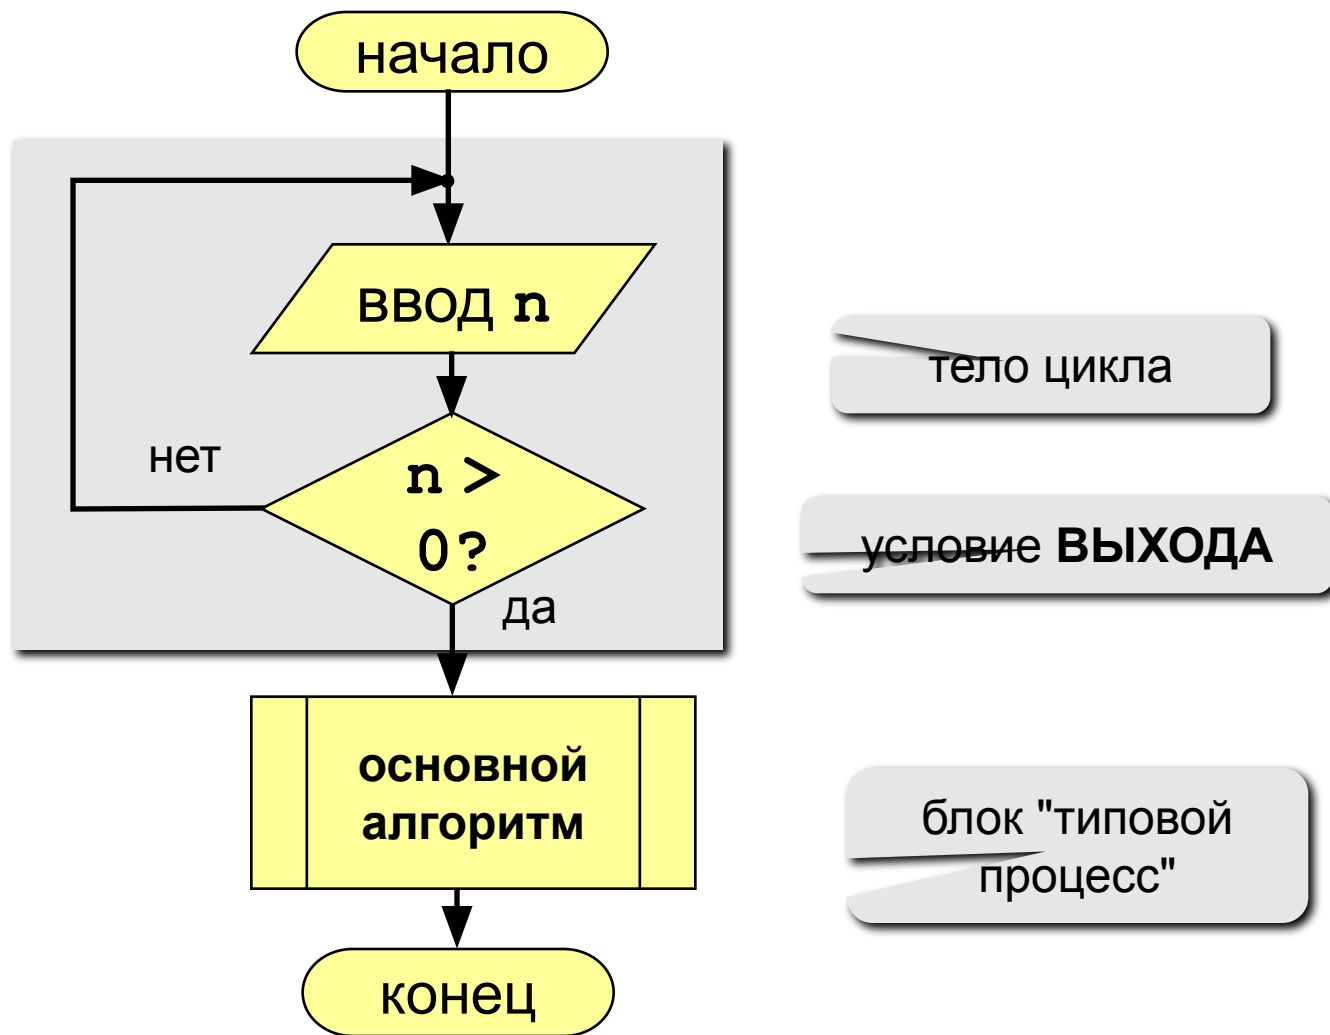 начало
ввод n
тело цикла
нет
n >
0?
условие ВЫХОДА
да
основной
алгоритм
блок "типовой
процесс"
конец